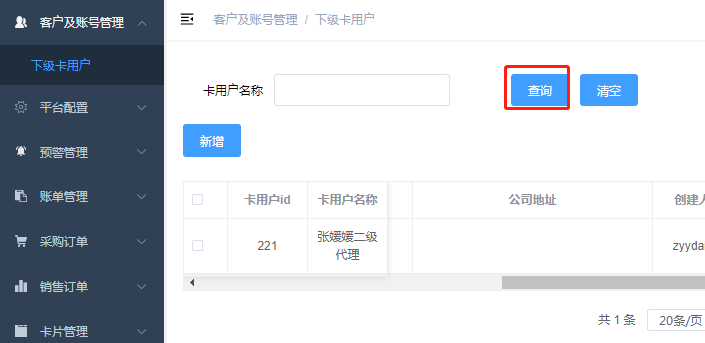 客户及账号管理
下级卡用户
平台配置
预警管理
账单管理
采购订单
销售订单
卡片管理
客户及账号管理 / 下级卡用户
卡用户名称
查询
清空
新增
卡用户id
卡用户名称
公司地址
创建人
221
张媛媛二级
代理
zyydai
共 1 条
20条/页